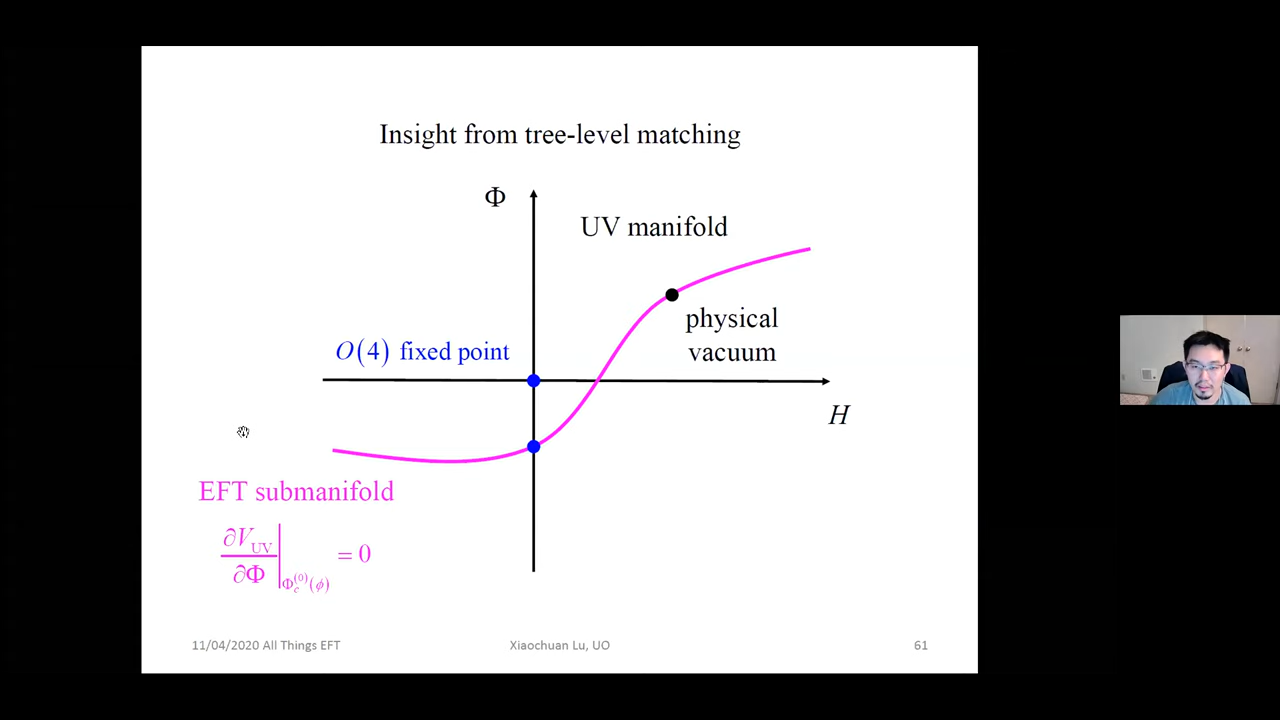 Insight from tree-level matching
Φ
UV manifold
physical
vacuum
O(4) fixed point
H
EFT submanifold
∂V_UV/∂Φ|_Φ_c^(0)(ϕ) = 0
11/04/2020 All Things EFT
Xiaochuan Lu, UO
61